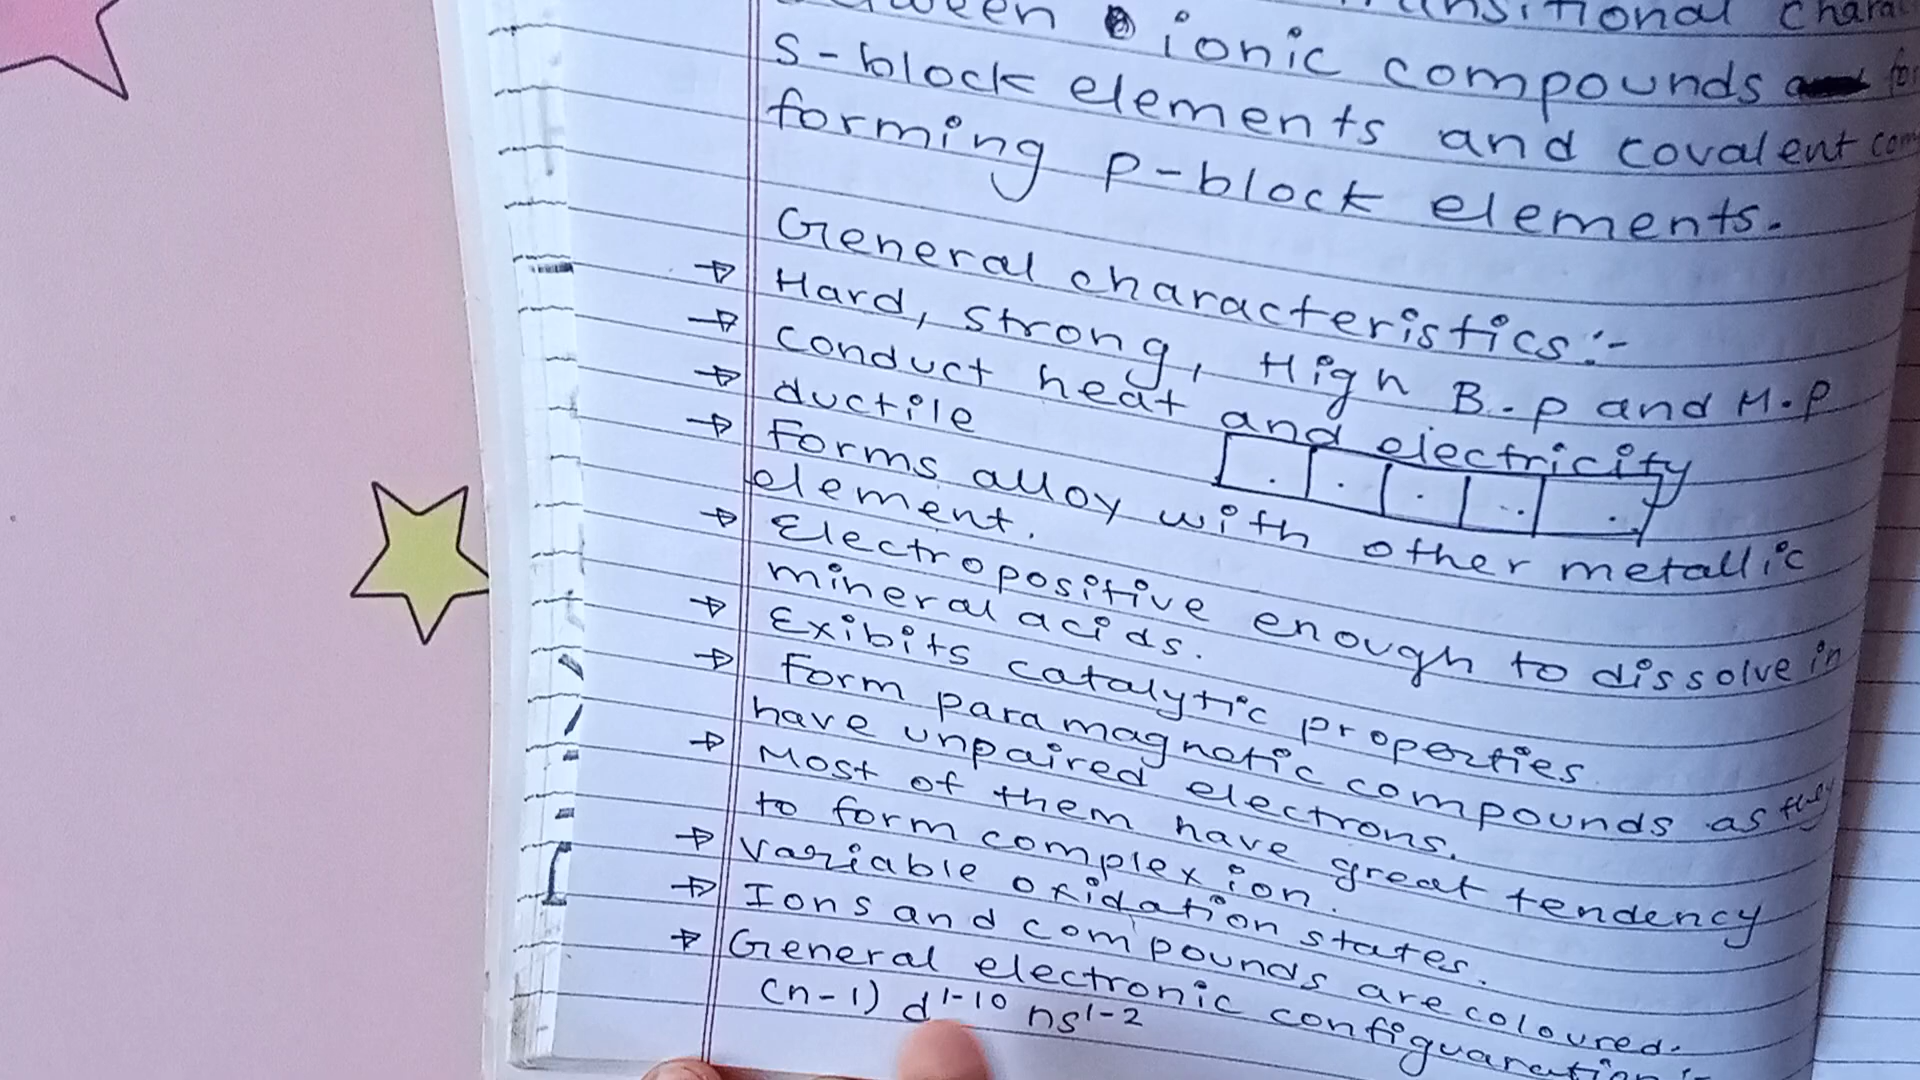 ionic compounds
s-block elements and covalent
forming p-block elements.
General characteristics:-
Hard, strong, High B.p and M.p
conduct heat and electricity
ductile
Forms alloy with other metallic
element.
Electropositive enough to dissolve in
mineral acids.
Exibits catalytic properties.
Form paramagnetic compounds as they
have unpaired electrons.
Most of them have great tendency
to form complex ion.
Variable oxidation states.
Ions and compounds are coloured.
General electronic
(n-1) d¹⁻¹⁰ ns¹⁻²